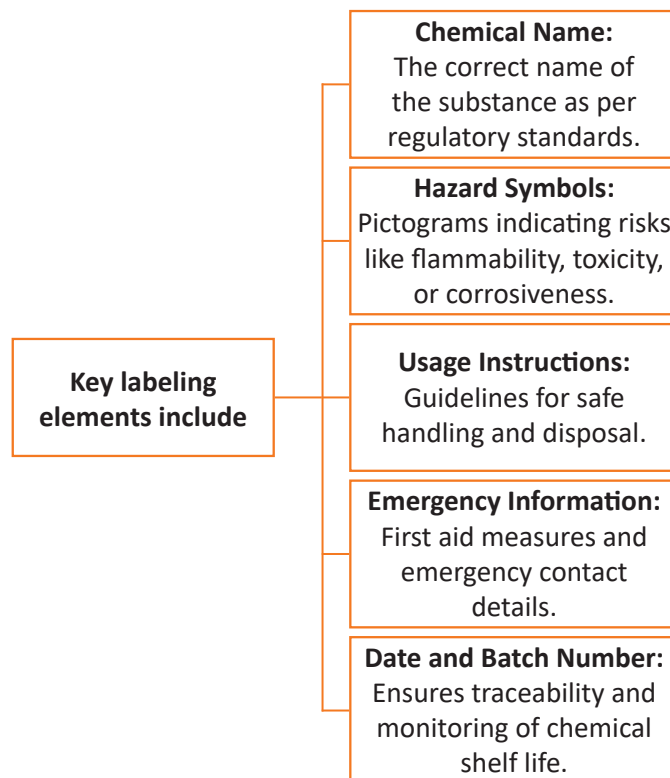 Chemical Name:
The correct name of
the substance as per
regulatory standards.
Hazard Symbols:
Pictograms indicating risks
like flammability, toxicity,
or corrosiveness.
Key labeling
elements include
Usage Instructions:
Guidelines for safe
handling and disposal.
Emergency Information:
First aid measures and
emergency contact
details.
Date and Batch Number:
Ensures traceability and
monitoring of chemical
shelf life.